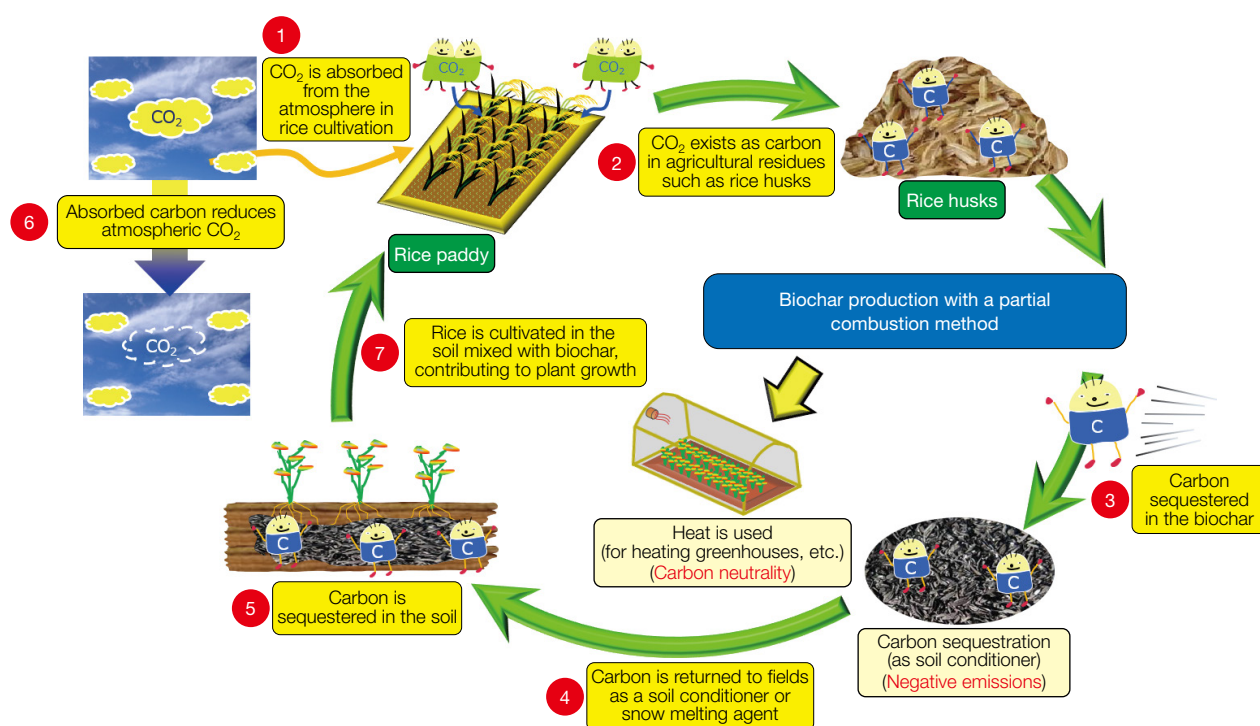 1
CO₂ is absorbed
from the
atmosphere in
rice cultivation
CO₂
CO₂
CO₂
2
CO₂ exists as carbon
in agricultural residues
such as rice husks
C
C
C
Rice husks
6
Absorbed carbon reduces
atmospheric CO₂
CO₂
Rice paddy
Biochar production with a partial
combustion method
7
Rice is cultivated in the
soil mixed with biochar,
contributing to plant growth
C
3
Carbon
sequestered
in the biochar
Heat is used
(for heating greenhouses, etc.)
(Carbon neutrality)
C
C
C
C
C
5
Carbon is
sequestered in the soil
Carbon sequestration
(as soil conditioner)
(Negative emissions)
4
Carbon is returned to fields
as a soil conditioner or
snow melting agent